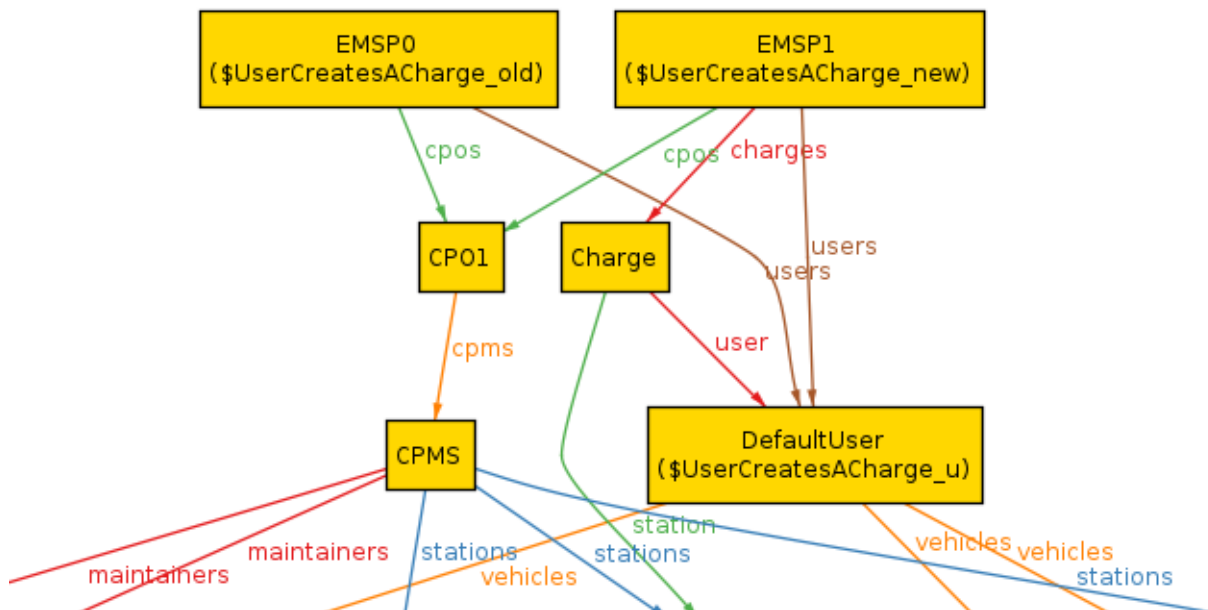 EMSP0
($UserCreatesACharge_old)
EMSP1
($UserCreatesACharge_new)
cpos
cpos
charges
CPO1
Charge
users
users
cpms
user
CPMS
DefaultUser
($UserCreatesACharge_u)
maintainers
maintainers
stations
vehicles
stations
station
vehicles
vehicles
stations